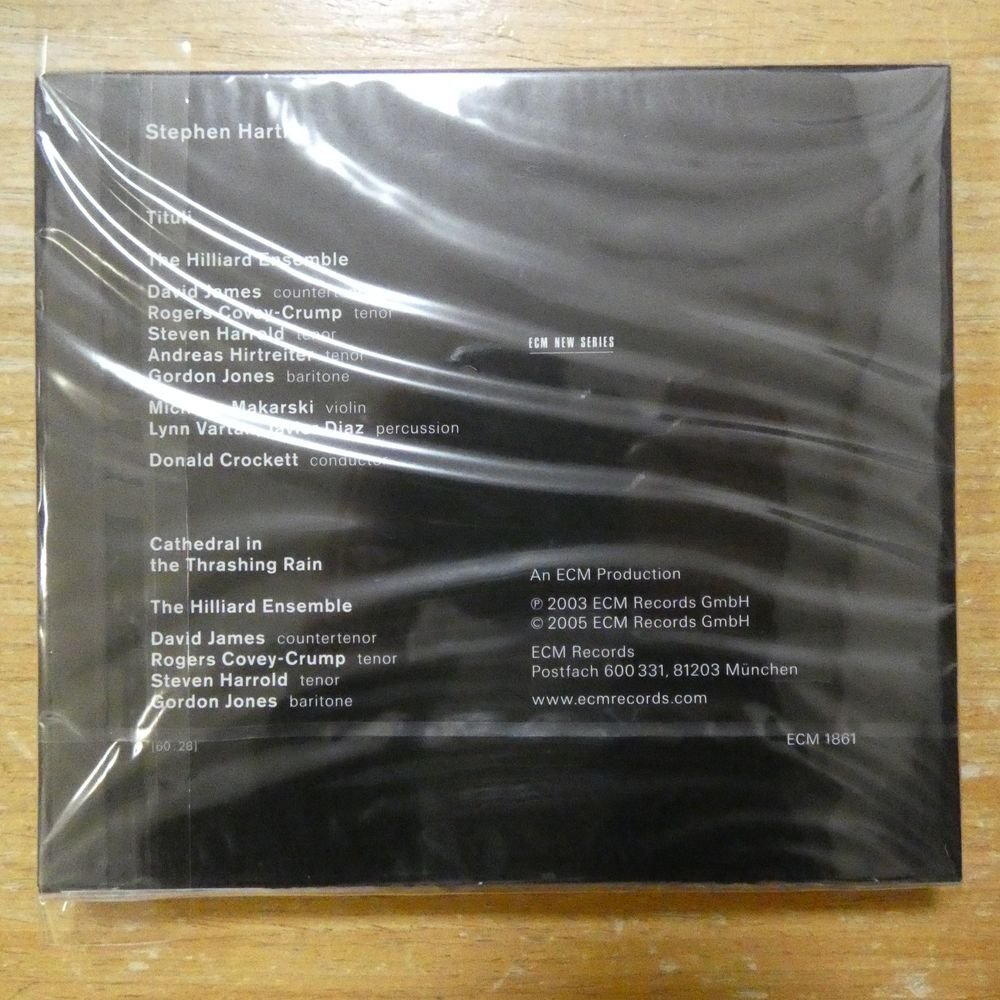 Stephen
Tituli
The Hilliard Ensemble
David James countertenor
Rogers Covey-Crump tenor
Steven Harrold tenor
Andreas Hirtreiter tenor
Gordon Jones baritone
Makarski violin
Lynn Javier Diaz percussion
Donald Crockett conductor
Cathedral in
the Thrashing Rain
The Hilliard Ensemble
David James countertenor
Rogers Covey-Crump tenor
Steven Harrold tenor
Gordon Jones baritone
[60.28]
ECM NEW SERIES
An ECM Production
℗ 2003 ECM Records GmbH
© 2005 ECM Records GmbH
ECM Records
Postfach 600 331, 81203 München
www.ecmrecords.com
ECM 1861